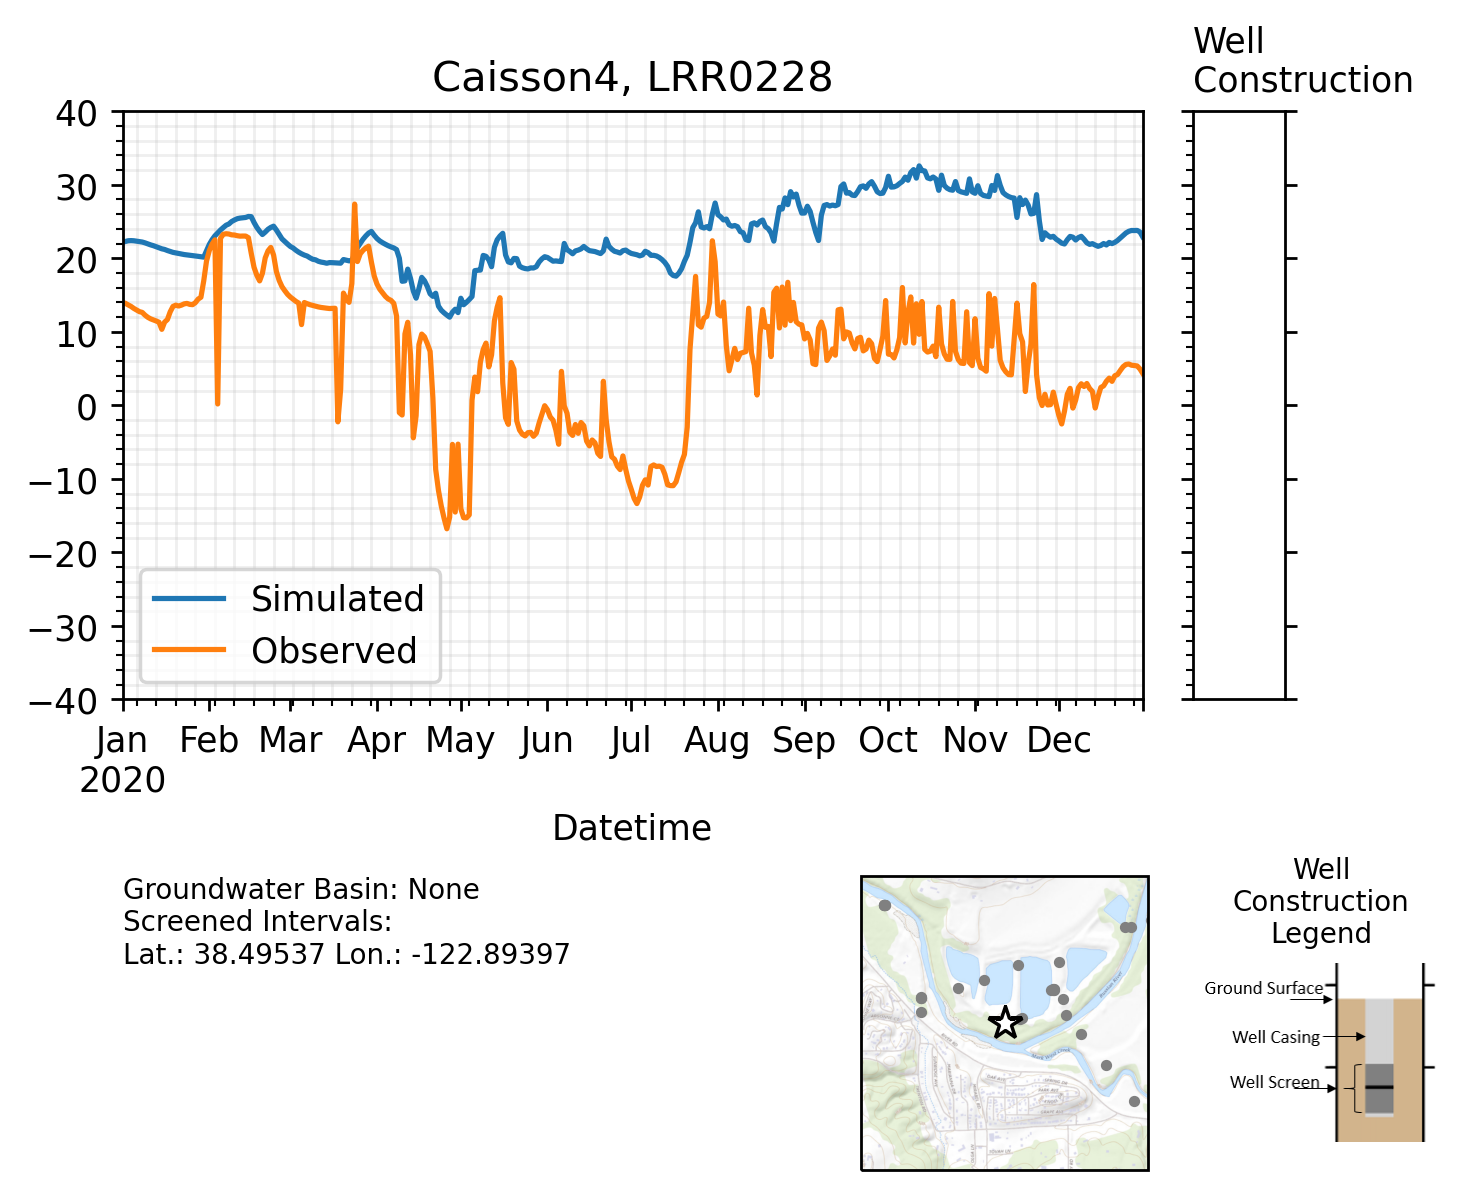 Caisson4, LRR0228
Well
Construction
40
30
20
10
0
−10
−20
−30
−40
Simulated
Observed
Jan Feb Mar Apr May Jun Jul Aug Sep Oct Nov Dec
2020
Datetime
Groundwater Basin: None
Screened Intervals:
Lat.: 38.49537 Lon.: -122.89397
Well
Construction
Legend
Ground Surface
Well Casing
Well Screen